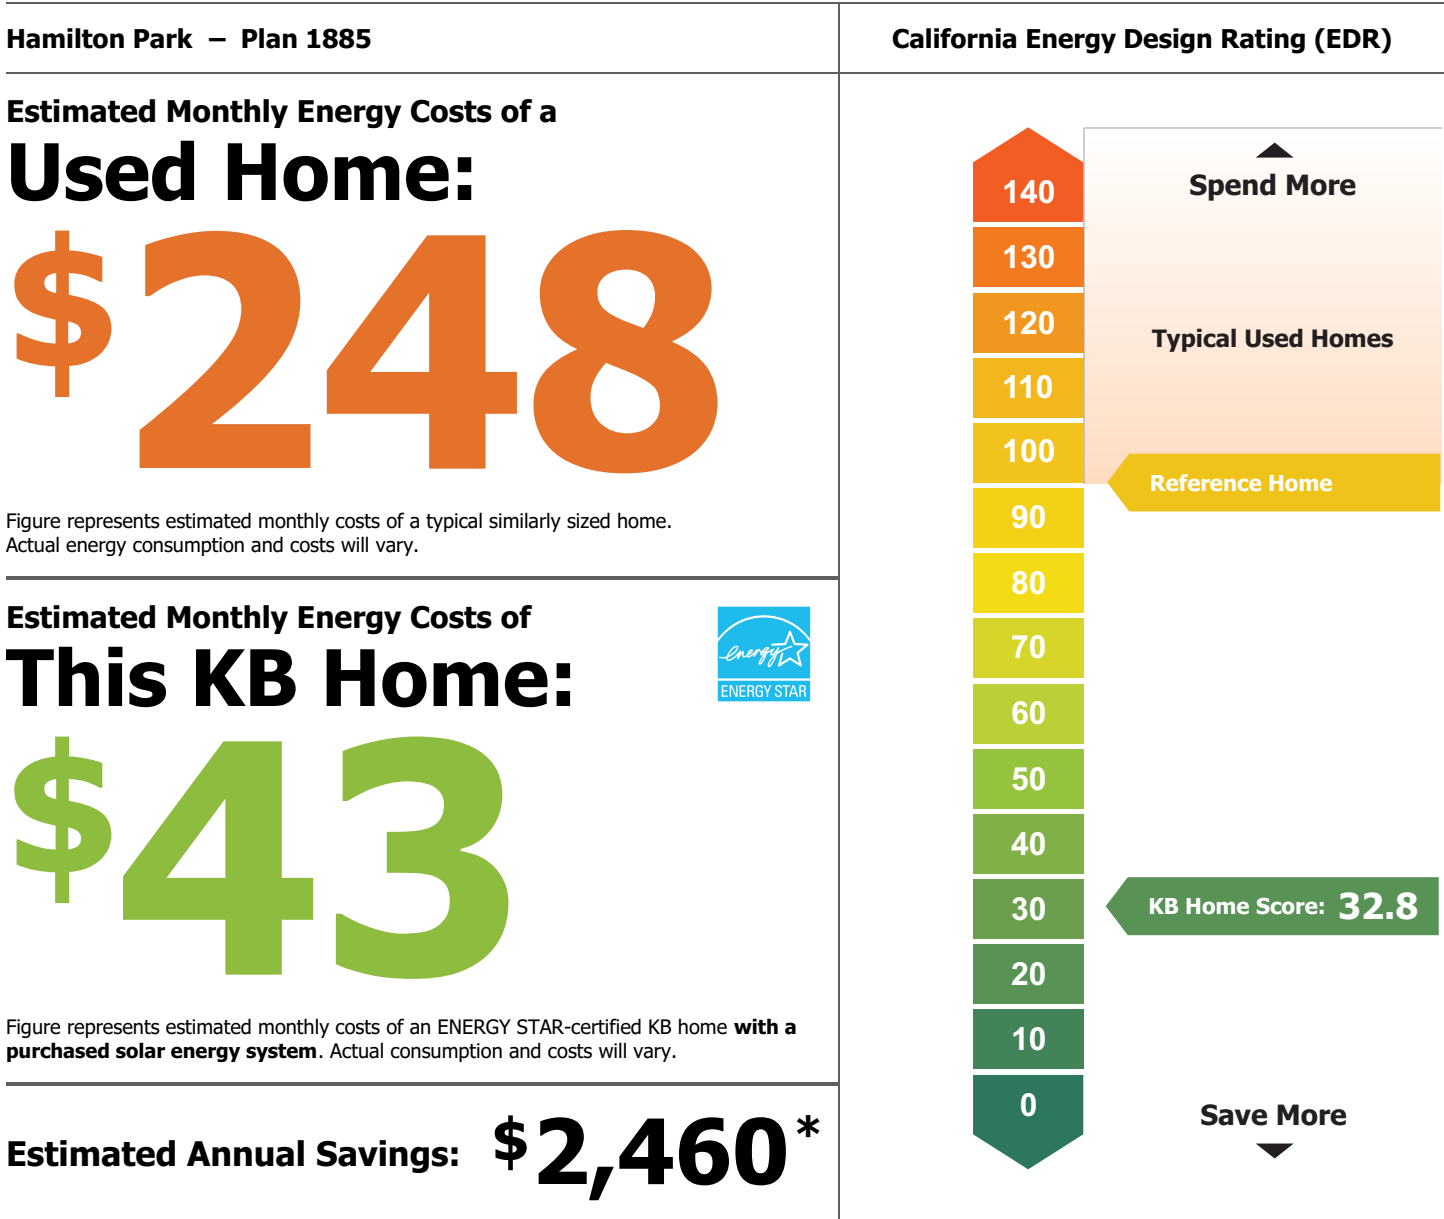 Hamilton Park – Plan 1885
Estimated Monthly Energy Costs of a
Used Home:
$248
Figure represents estimated monthly costs of a typical similarly sized home.
Actual energy consumption and costs will vary.
Estimated Monthly Energy Costs of
This KB Home:
energy
ENERGY STAR
$43
Figure represents estimated monthly costs of an ENERGY STAR-certified KB home with a
purchased solar energy system. Actual consumption and costs will vary.
Estimated Annual Savings: $2,460*
California Energy Design Rating (EDR)
Spend More
140
130
120
Typical Used Homes
110
100
Reference Home
90
80
70
60
50
40
30
KB Home Score: 32.8
20
10
0
Save More